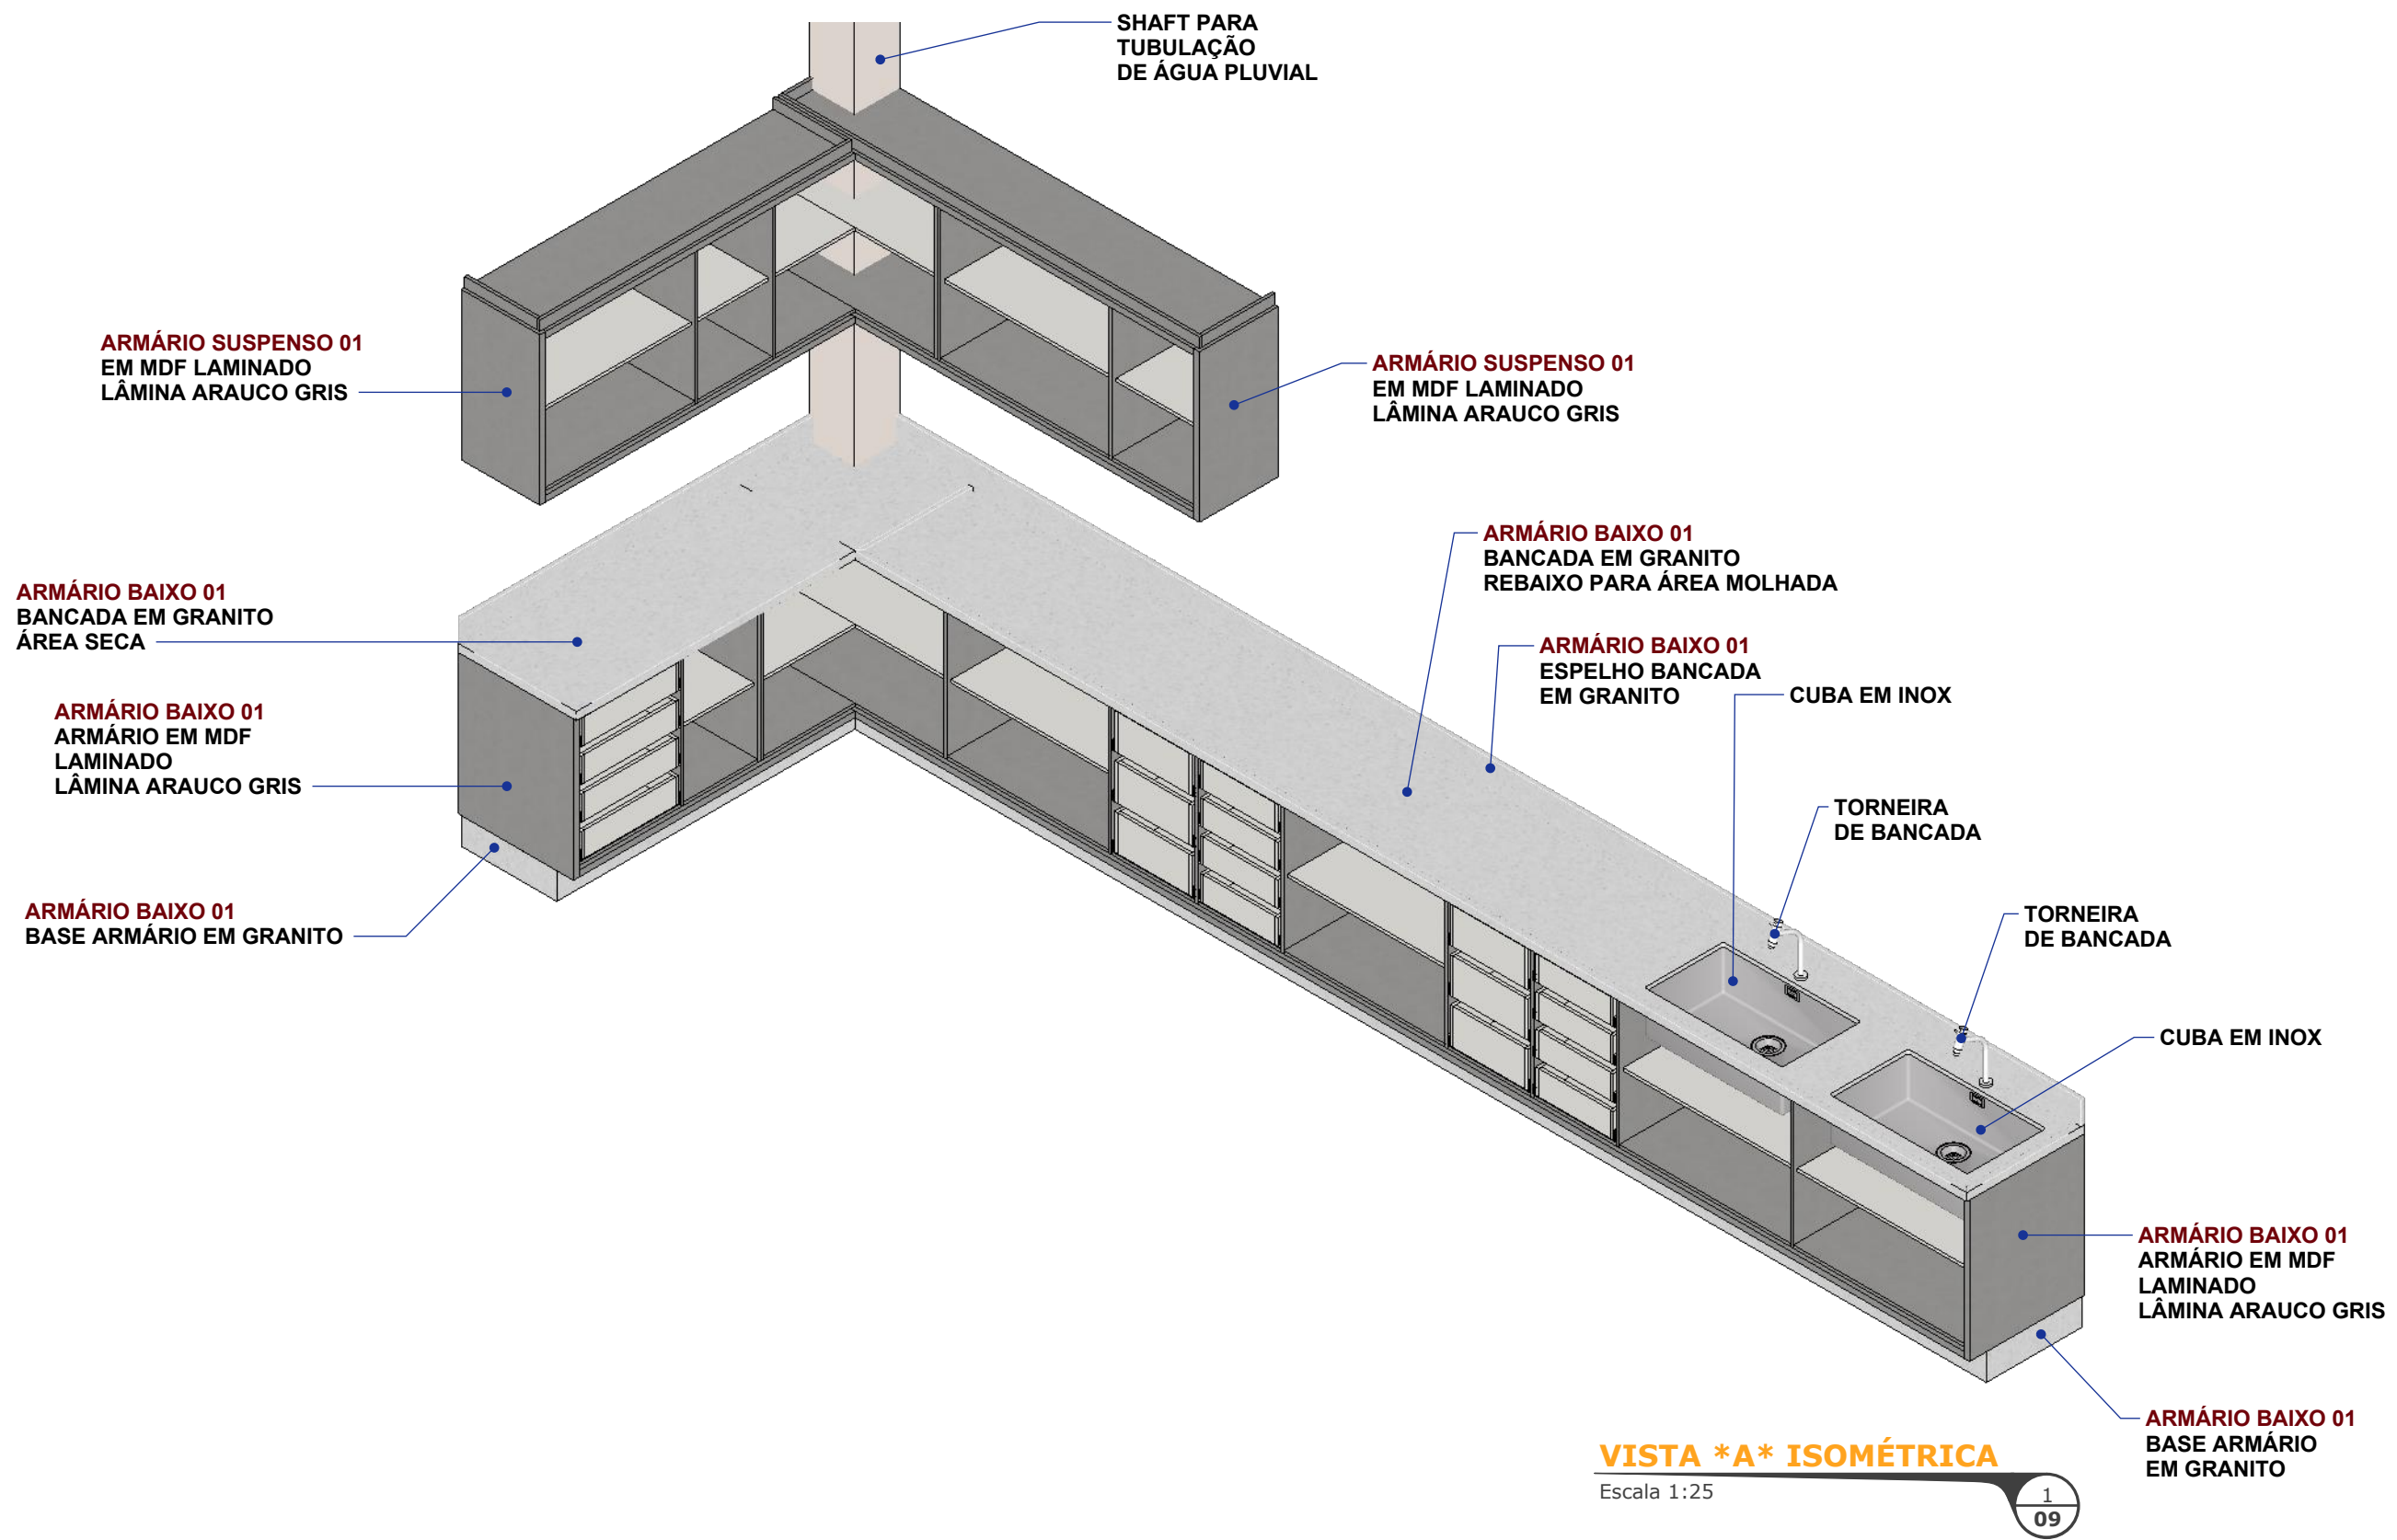 SHAFT PARA
TUBULAÇÃO
DE ÁGUA PLUVIAL
ARMÁRIO SUSPENSO 01
EM MDF LAMINADO
LÂMINA ARAUCO GRIS
ARMÁRIO SUSPENSO 01
EM MDF LAMINADO
LÂMINA ARAUCO GRIS
ARMÁRIO BAIXO 01
BANCADA EM GRANITO
REBAIXO PARA ÁREA MOLHADA
ARMÁRIO BAIXO 01
BANCADA EM GRANITO
ÁREA SECA
ARMÁRIO BAIXO 01
ESPELHO BANCADA
EM GRANITO
CUBA EM INOX
ARMÁRIO BAIXO 01
ARMÁRIO EM MDF
LAMINADO
LÂMINA ARAUCO GRIS
TORNEIRA
DE BANCADA
ARMÁRIO BAIXO 01
BASE ARMÁRIO EM GRANITO
TORNEIRA
DE BANCADA
CUBA EM INOX
ARMÁRIO BAIXO 01
ARMÁRIO EM MDF
LAMINADO
LÂMINA ARAUCO GRIS
ARMÁRIO BAIXO 01
BASE ARMÁRIO
EM GRANITO
VISTA *A* ISOMÉTRICA
Escala 1:25
1
09